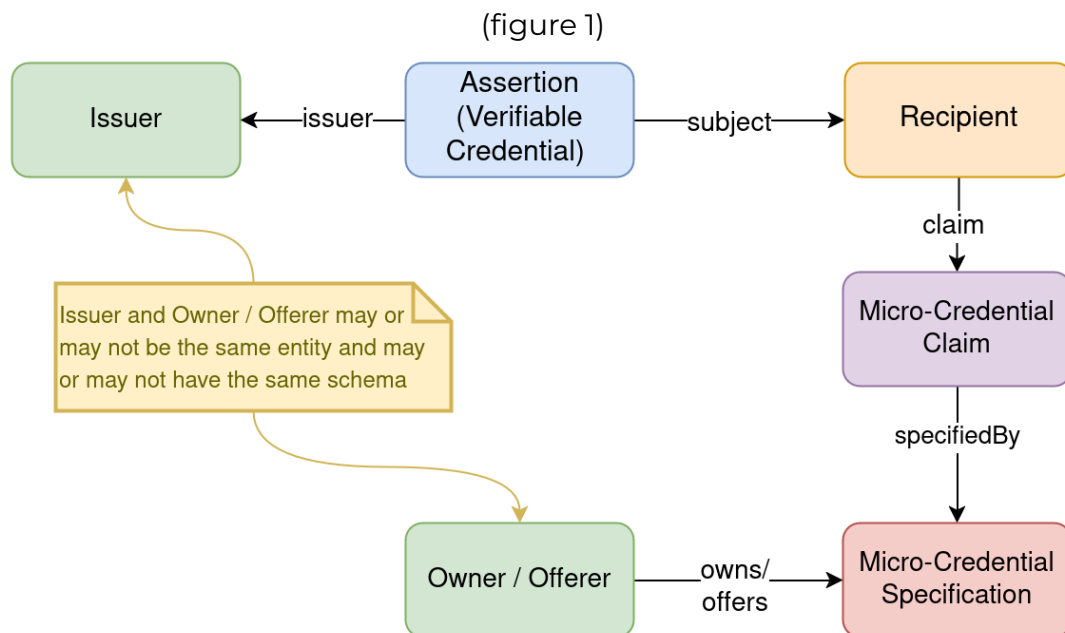 (figure 1)
Issuer
issuer
Assertion
(Verifiable
Credential)
subject
Recipient
claim
Micro-Credential
Claim
Issuer and Owner / Offerer may or
may not be the same entity and may
or may not have the same schema
specifiedBy
Owner / Offerer
owns/
offers
Micro-Credential
Specification